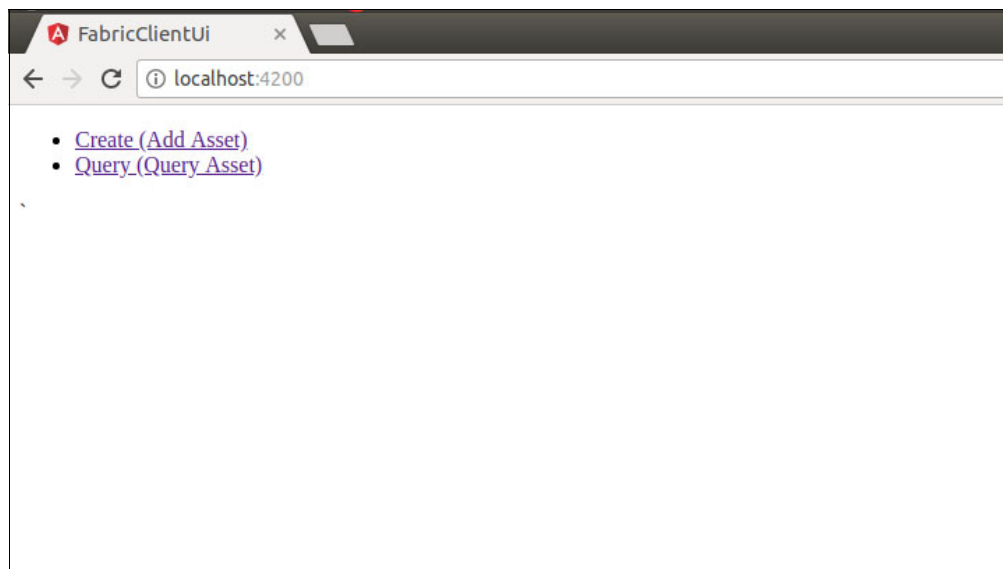 FabricClientUi
localhost:4200
Create (Add Asset)
Query (Query Asset)
`